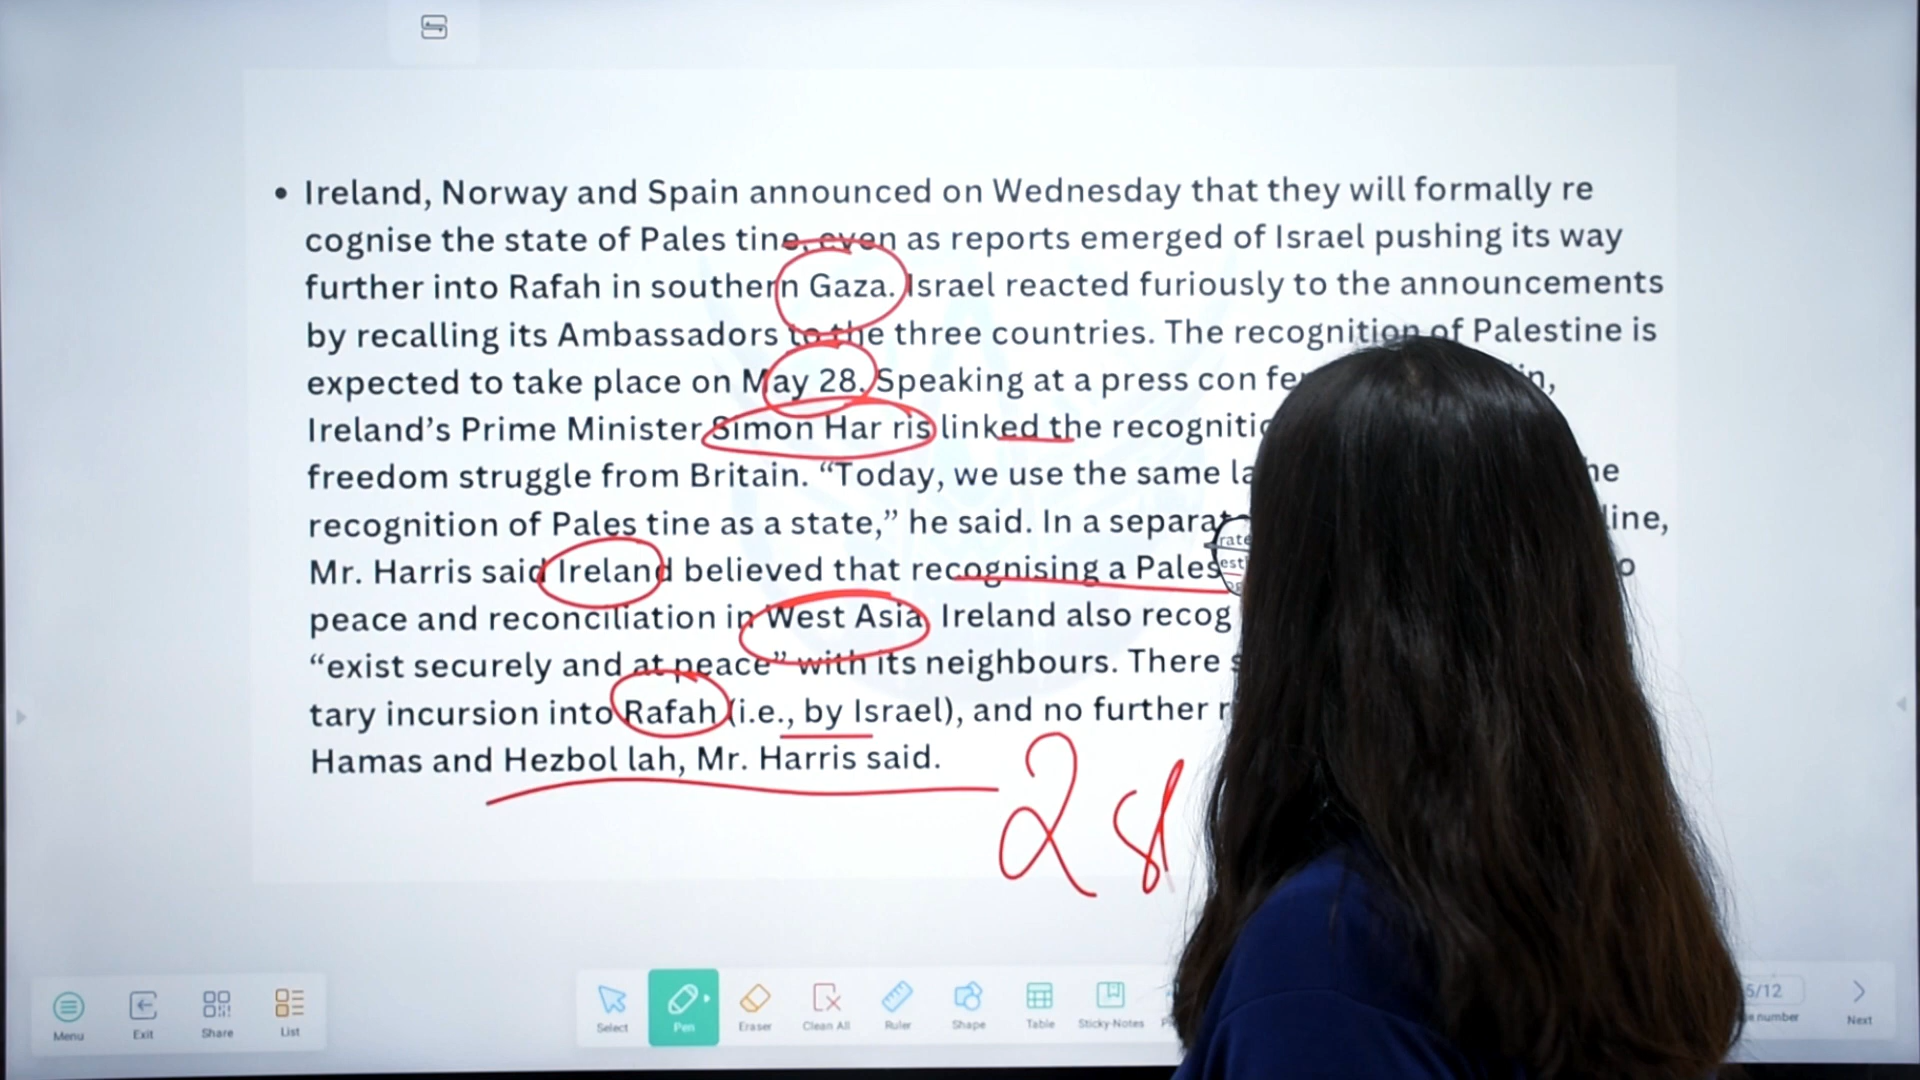 • Ireland, Norway and Spain announced on Wednesday that they will formally re
cognise the state of Pales tine, even as reports emerged of Israel pushing its way
further into Rafah in southern Gaza. Israel reacted furiously to the announcements
by recalling its Ambassadors to the three countries. The recognition of Palestine is
expected to take place on May 28. Speaking at a press con
Ireland's Prime Minister Simon Har ris linked the
freedom struggle from Britain. “Today, we use the same
recognition of Pales tine as a state,” he said. In a
Mr. Harris said Ireland believed that recognising a
peace and reconciliation in West Asia Ireland also recog
“exist securely and at peace” with its neighbours. There
tary incursion into Rafah (i.e., by Israel), and no further
Hamas and Hezbol lah, Mr. Harris said.
28
Menu Exit Share List Select Pen Eraser Clean All Ruler Shape Table Sticky-Notes 5/12 number Next